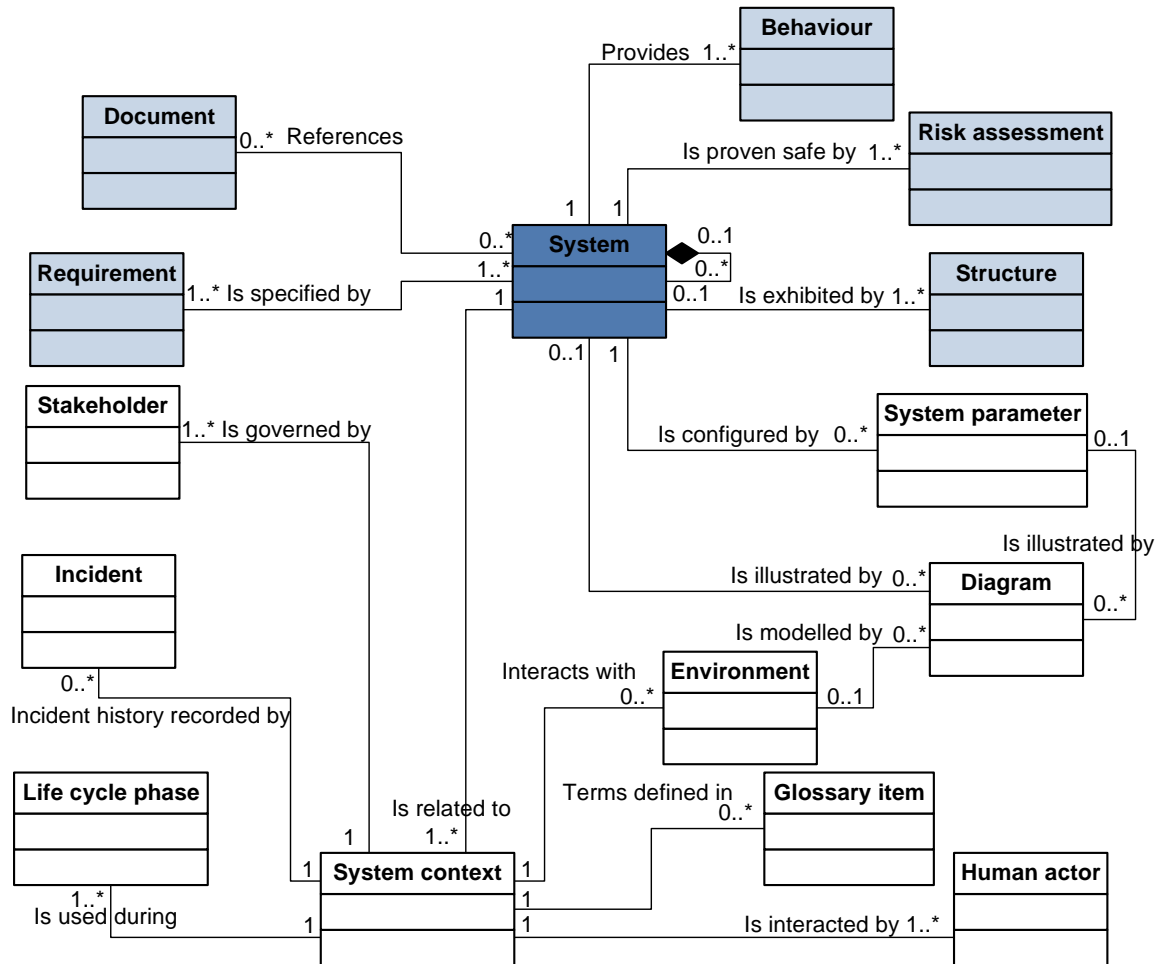 Behaviour
Provides 1..*
Document
0..* References
Risk assessment
Is proven safe by 1..*
1
1
System
0..1
0..*
0..*
1..*
0..1
1
0..1
1
Requirement
1..* Is specified by
Structure
Is exhibited by 1..*
Stakeholder
1..* Is governed by
System parameter
Is configured by 0..*
0..1
Is illustrated by
Incident
0..*
Incident history recorded by
Diagram
Is illustrated by 0..*
0..*
Is modelled by 0..*
Environment
Interacts with
0..*
0..1
Life cycle phase
1..*
Is used during
Is related to
1..*
Terms defined in
0..*
Glossary item
1
System context
1
1
1
1
1
Human actor
Is interacted by 1..*